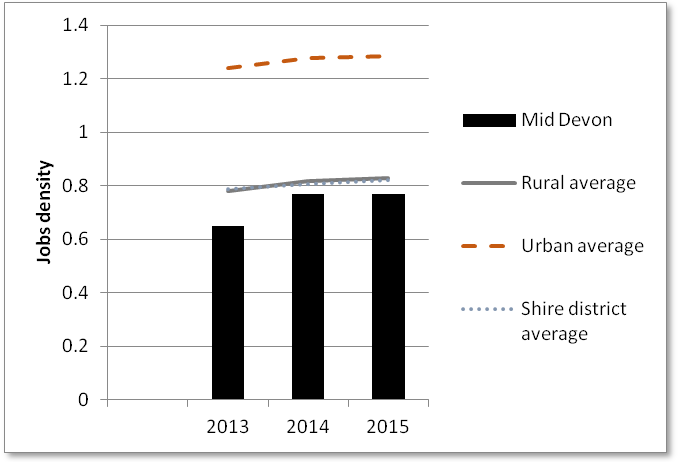 1.4
1.2
1
0.8
0.6
0.4
0.2
0
Jobs density
2013 2014 2015
Mid Devon
Rural average
Urban average
Shire district
average